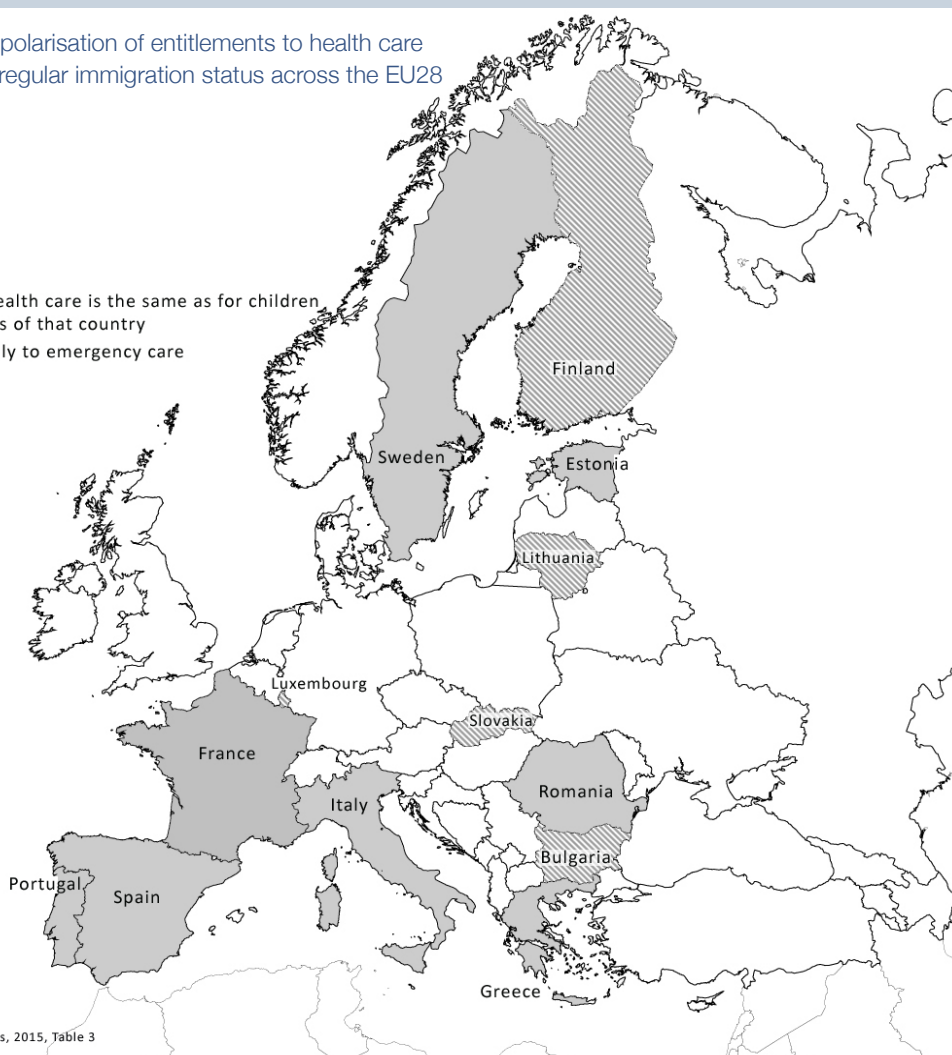 polarisation of entitlements to health care
regular immigration status across the EU28
ealth care is the same as for children
s of that country
ly to emergency care
Finland
Sweden
Estonia
Lithuania
Luxembourg
Slovakia
France
Romania
Italy
Bulgaria
Portugal
Spain
Greece
s, 2015, Table 3